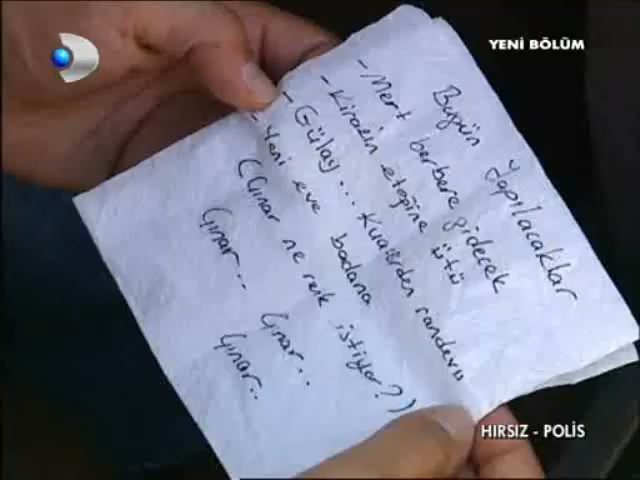 YENİ BÖLÜM
Bugün Yapılacaklar
- Mert berbere gidecek
- Kirazın eteğine ütü
- Gülay... Kuaförden randevu
- Yeni eve badana
(Çınar ne renk istiyor?)
Çınar... Çınar...
Çınar..
HIRSIZ - POLİS